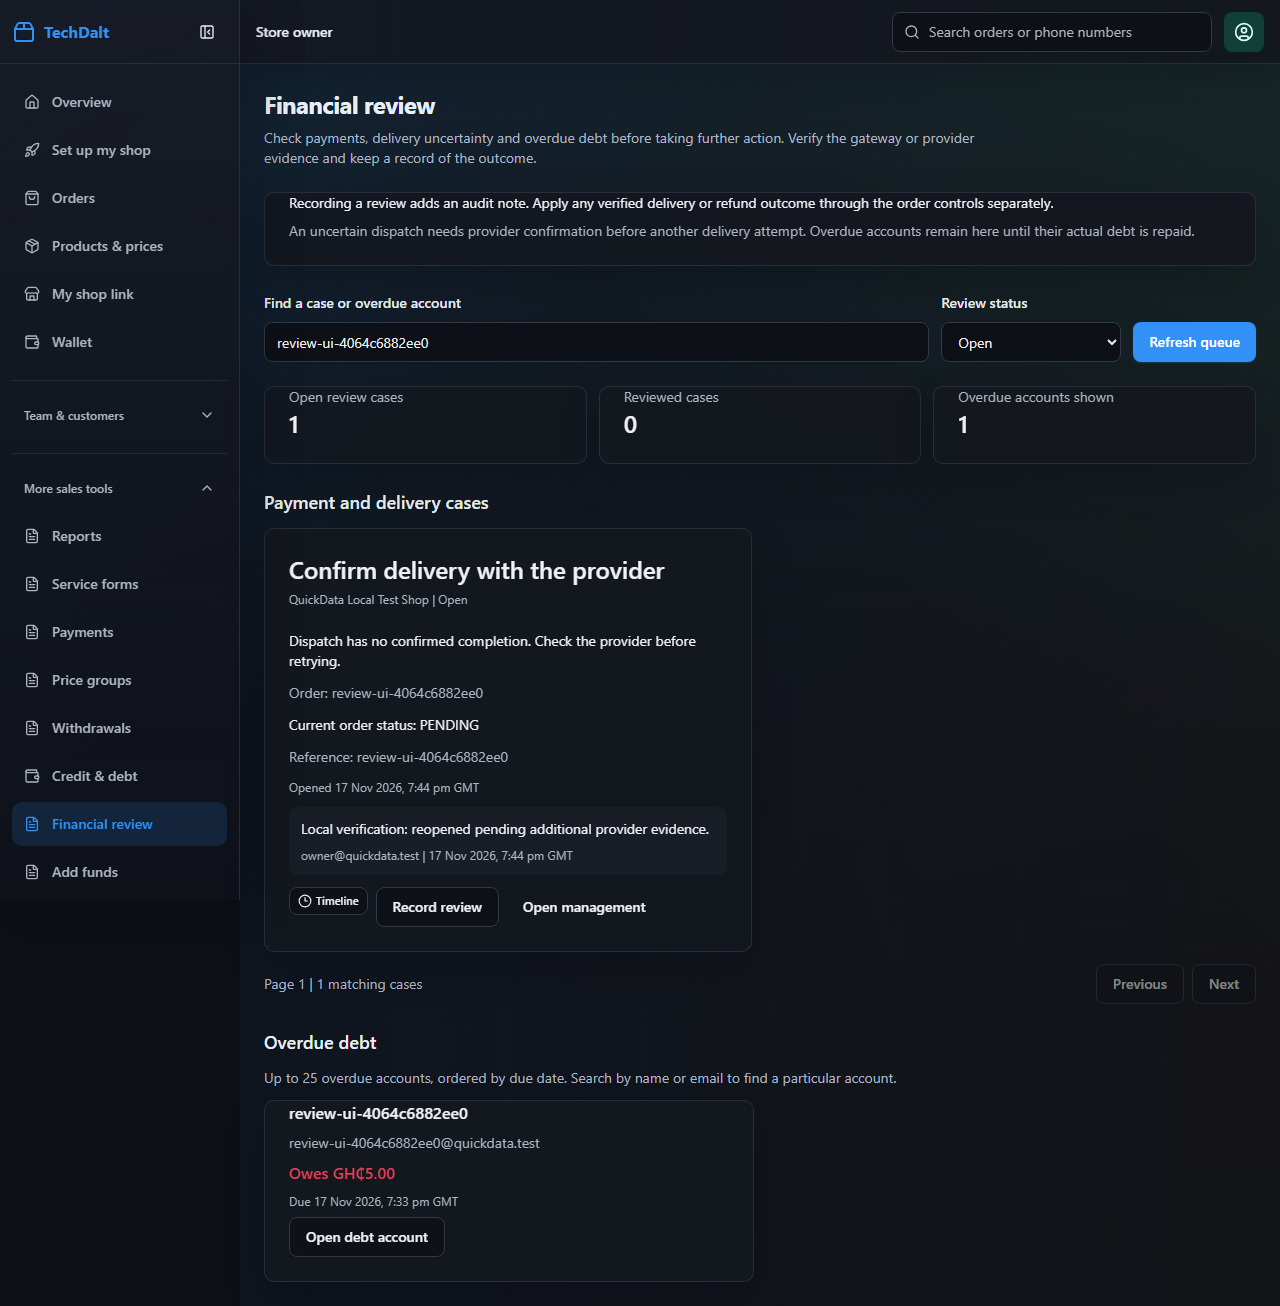 TechDalt
Store owner
Search orders or phone numbers
Overview
Set up my shop
Orders
Products & prices
My shop link
Wallet
Team & customers
More sales tools
Reports
Service forms
Payments
Price groups
Withdrawals
Credit & debt
Financial review
Add funds
Financial review
Check payments, delivery uncertainty and overdue debt before taking further action. Verify the gateway or provider
evidence and keep a record of the outcome.
Recording a review adds an audit note. Apply any verified delivery or refund outcome through the order controls separately.
An uncertain dispatch needs provider confirmation before another delivery attempt. Overdue accounts remain here until their actual debt is repaid.
Find a case or overdue account
Review status
review-ui-4064c6882ee0
Open
Refresh queue
Open review cases
1
Reviewed cases
0
Overdue accounts shown
1
Payment and delivery cases
Confirm delivery with the provider
QuickData Local Test Shop | Open
Dispatch has no confirmed completion. Check the provider before
retrying.
Order: review-ui-4064c6882ee0
Current order status: PENDING
Reference: review-ui-4064c6882ee0
Opened 17 Nov 2026, 7:44 pm GMT
Local verification: reopened pending additional provider evidence.
owner@quickdata.test | 17 Nov 2026, 7:44 pm GMT
Timeline
Record review
Open management
Page 1 | 1 matching cases
Previous
Next
Overdue debt
Up to 25 overdue accounts, ordered by due date. Search by name or email to find a particular account.
review-ui-4064c6882ee0
review-ui-4064c6882ee0@quickdata.test
Owes GH₵5.00
Due 17 Nov 2026, 7:33 pm GMT
Open debt account